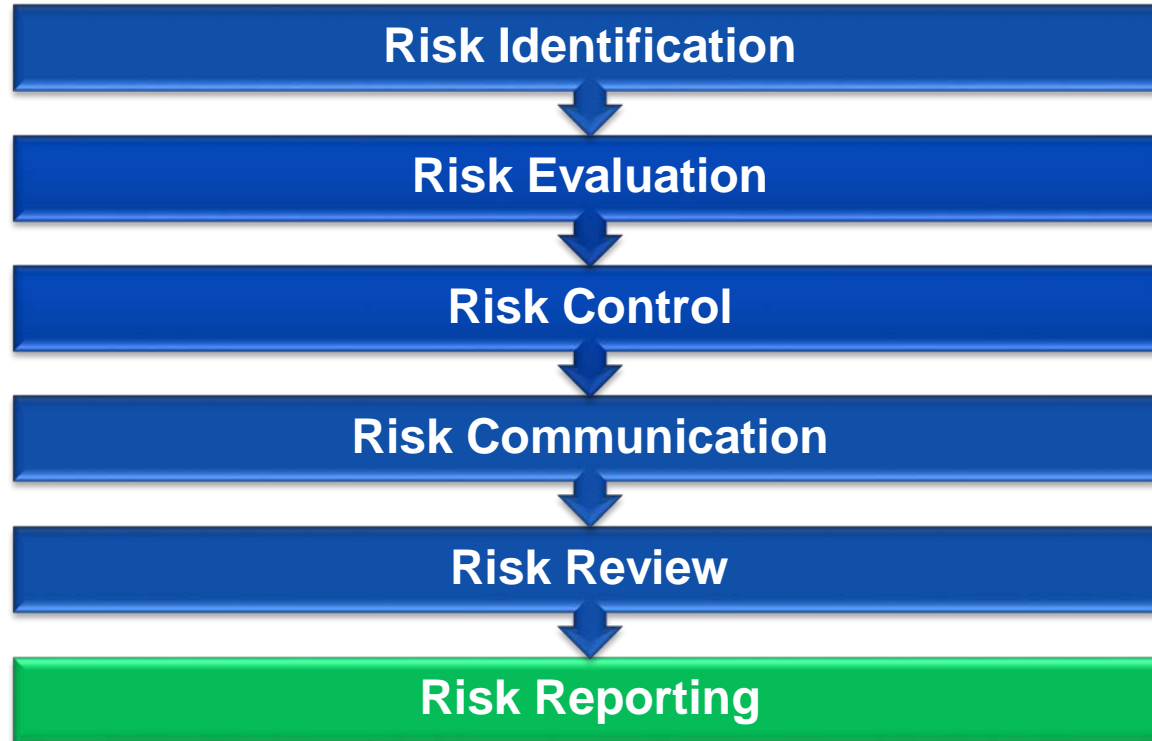 Risk Identification
Risk Evaluation
Risk Control
Risk Communication
Risk Review
Risk Reporting